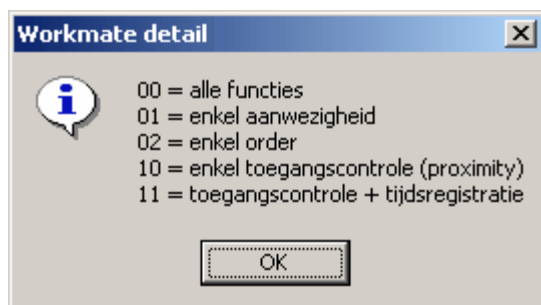 Workmate detail
00 = alle functies
01 = enkel aanwezigheid
02 = enkel order
10 = enkel toegangscontrole (proximity)
11 = toegangscontrole + tijdsregistratie
OK